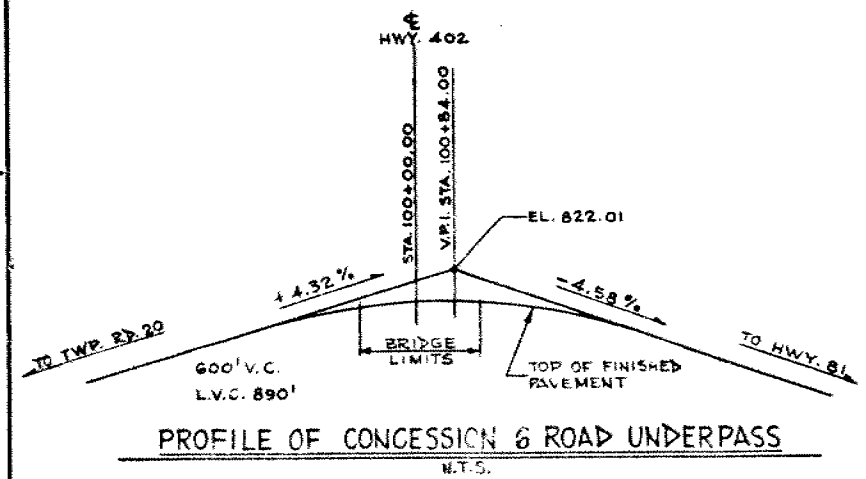 ℄
HWY. 402
STA. 100+00.00
V.P.I. STA. 100+84.00
EL. 822.01
+4.32%
-4.58%
TO TWP. RD. 20
TO HWY. 81
600' V.C.
L.V.C. 890'
BRIDGE
LIMITS
TOP OF FINISHED
PAVEMENT
PROFILE OF CONCESSION 6 ROAD UNDERPASS
N.T.S.